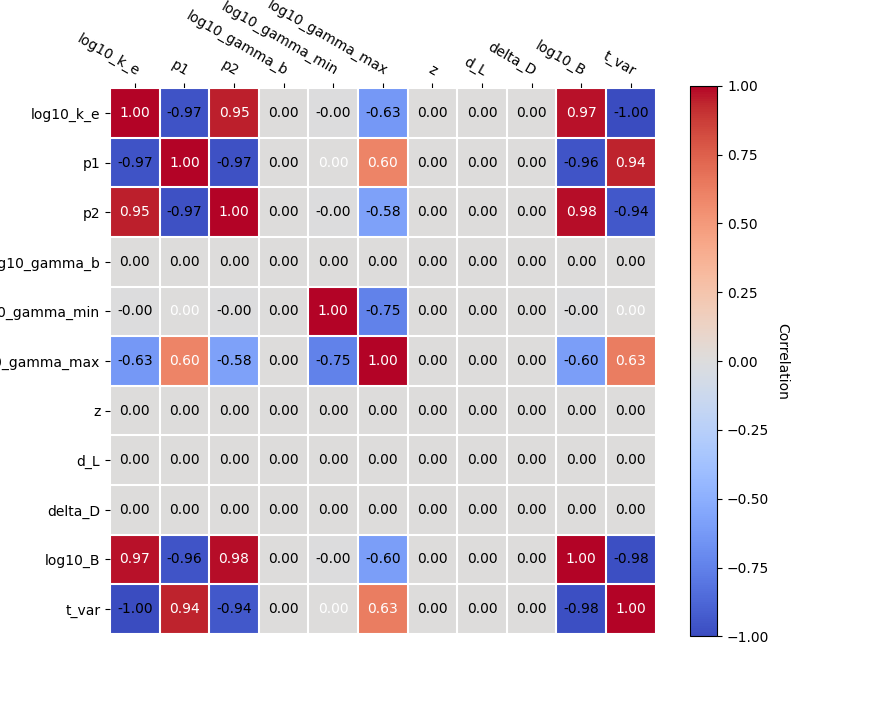 log10_k_e p1 p2 log10_gamma_b log10_gamma_min log10_gamma_max z d_L delta_D log10_B t_var
log10_k_e 1.00 -0.97 0.95 0.00 -0.00 -0.63 0.00 0.00 0.00 0.97 -1.00
p1 -0.97 1.00 -0.97 0.00 0.00 0.60 0.00 0.00 0.00 -0.96 0.94
p2 0.95 -0.97 1.00 0.00 -0.00 -0.58 0.00 0.00 0.00 0.98 -0.94
g10_gamma_b 0.00 0.00 0.00 0.00 0.00 0.00 0.00 0.00 0.00 0.00 0.00
0_gamma_min -0.00 0.00 -0.00 0.00 1.00 -0.75 0.00 0.00 0.00 -0.00 0.00
0_gamma_max -0.63 0.60 -0.58 0.00 -0.75 1.00 0.00 0.00 0.00 -0.60 0.63
z 0.00 0.00 0.00 0.00 0.00 0.00 0.00 0.00 0.00 0.00 0.00
d_L 0.00 0.00 0.00 0.00 0.00 0.00 0.00 0.00 0.00 0.00 0.00
delta_D 0.00 0.00 0.00 0.00 0.00 0.00 0.00 0.00 0.00 0.00 0.00
log10_B 0.97 -0.96 0.98 0.00 -0.00 -0.60 0.00 0.00 0.00 1.00 -0.98
t_var -1.00 0.94 -0.94 0.00 0.00 0.63 0.00 0.00 0.00 -0.98 1.00
1.00
0.75
0.50
0.25
0.00
−0.25
−0.50
−0.75
−1.00
Correlation